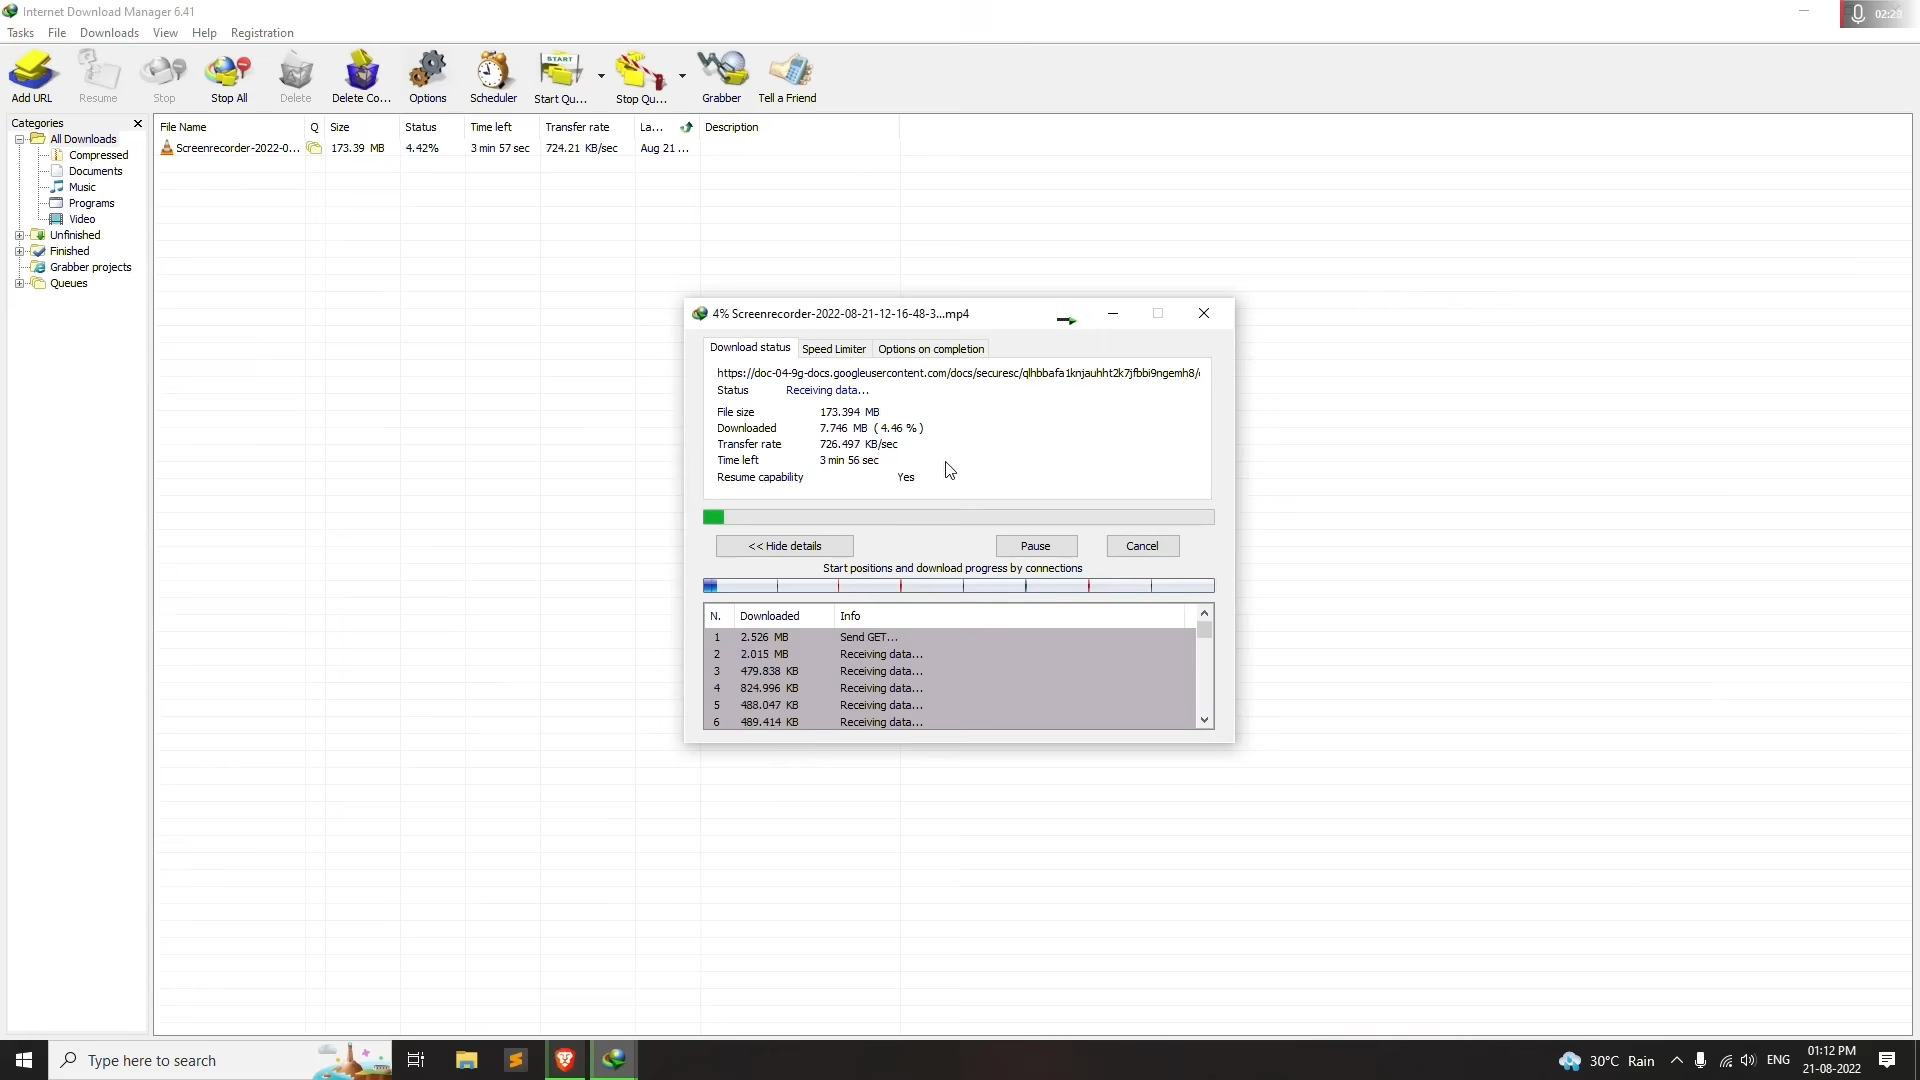 Internet Download Manager 6.41
02:29
Tasks File Downloads View Help Registration
START
Add URL Resume Stop Stop All Delete Delete Co... Options Scheduler Start Qu... Stop Qu... Grabber Tell a Friend
Categories
All Downloads
Compressed
Documents
Music
Programs
Video
Unfinished
Finished
Grabber projects
Queues
File Name Q Size Status Time left Transfer rate La... Description
Screenrecorder-2022-0... 173.39 MB 4.42% 3 min 57 sec 724.21 KB/sec Aug 21 ...
4% Screenrecorder-2022-08-21-12-16-48-3...mp4
Download status Speed Limiter Options on completion
https://doc-04-9g-docs.googleusercontent.com/docs/securesc/qlhbbafa1knjauhht2k7jfbbi9ngemh8/
Status Receiving data...
File size 173.394 MB
Downloaded 7.746 MB ( 4.46 % )
Transfer rate 726.497 KB/sec
Time left 3 min 56 sec
Resume capability Yes
<< Hide details Pause Cancel
Start positions and download progress by connections
N. Downloaded Info
1 2.526 MB Send GET...
2 2.015 MB Receiving data...
3 479.838 KB Receiving data...
4 824.996 KB Receiving data...
5 488.047 KB Receiving data...
6 489.414 KB Receiving data...
Type here to search
30°C Rain ENG 01:12 PM
21-08-2022